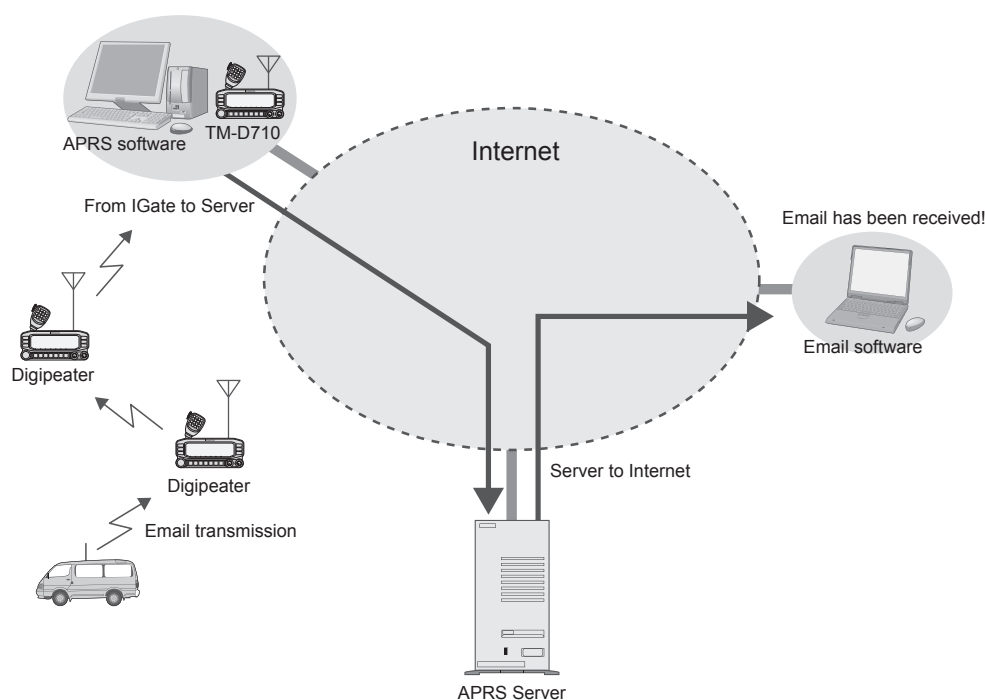 APRS software
TM-D710
Internet
From IGate to Server
Email has been received!
Digipeater
Email software
Digipeater
Server to Internet
Email transmission
APRS Server